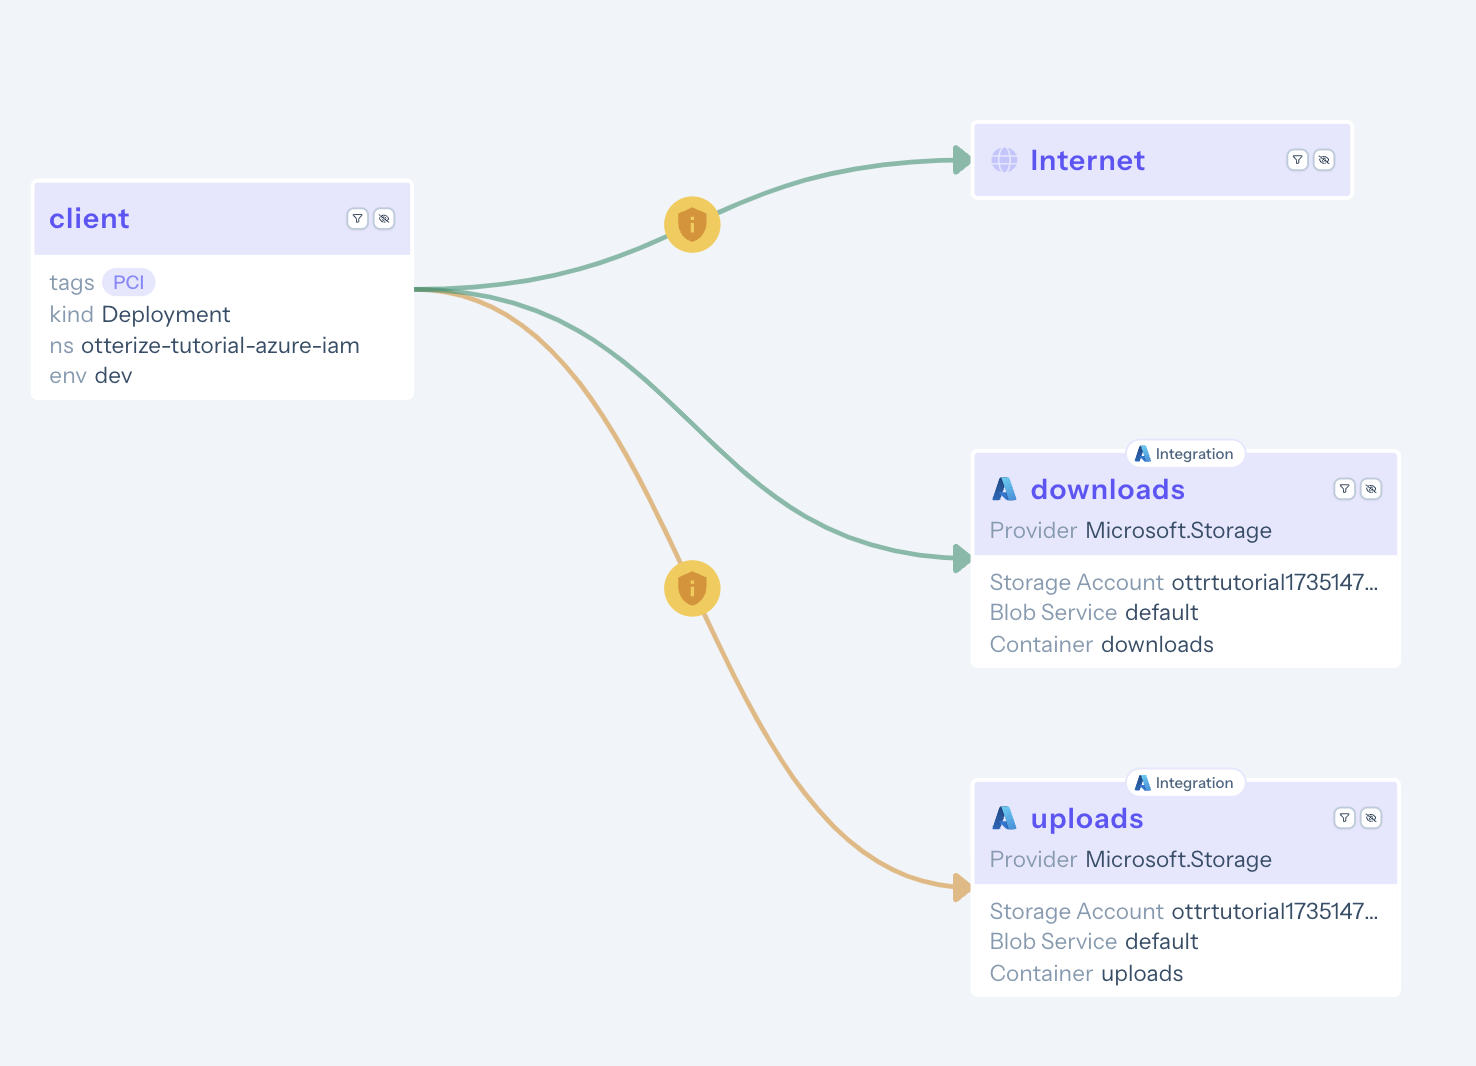 client
tags PCI
kind Deployment
ns otterize-tutorial-azure-iam
env dev
Internet
Integration
downloads
Provider Microsoft.Storage
Storage Account ottrtutorial1735147...
Blob Service default
Container downloads
Integration
uploads
Provider Microsoft.Storage
Storage Account ottrtutorial1735147...
Blob Service default
Container uploads